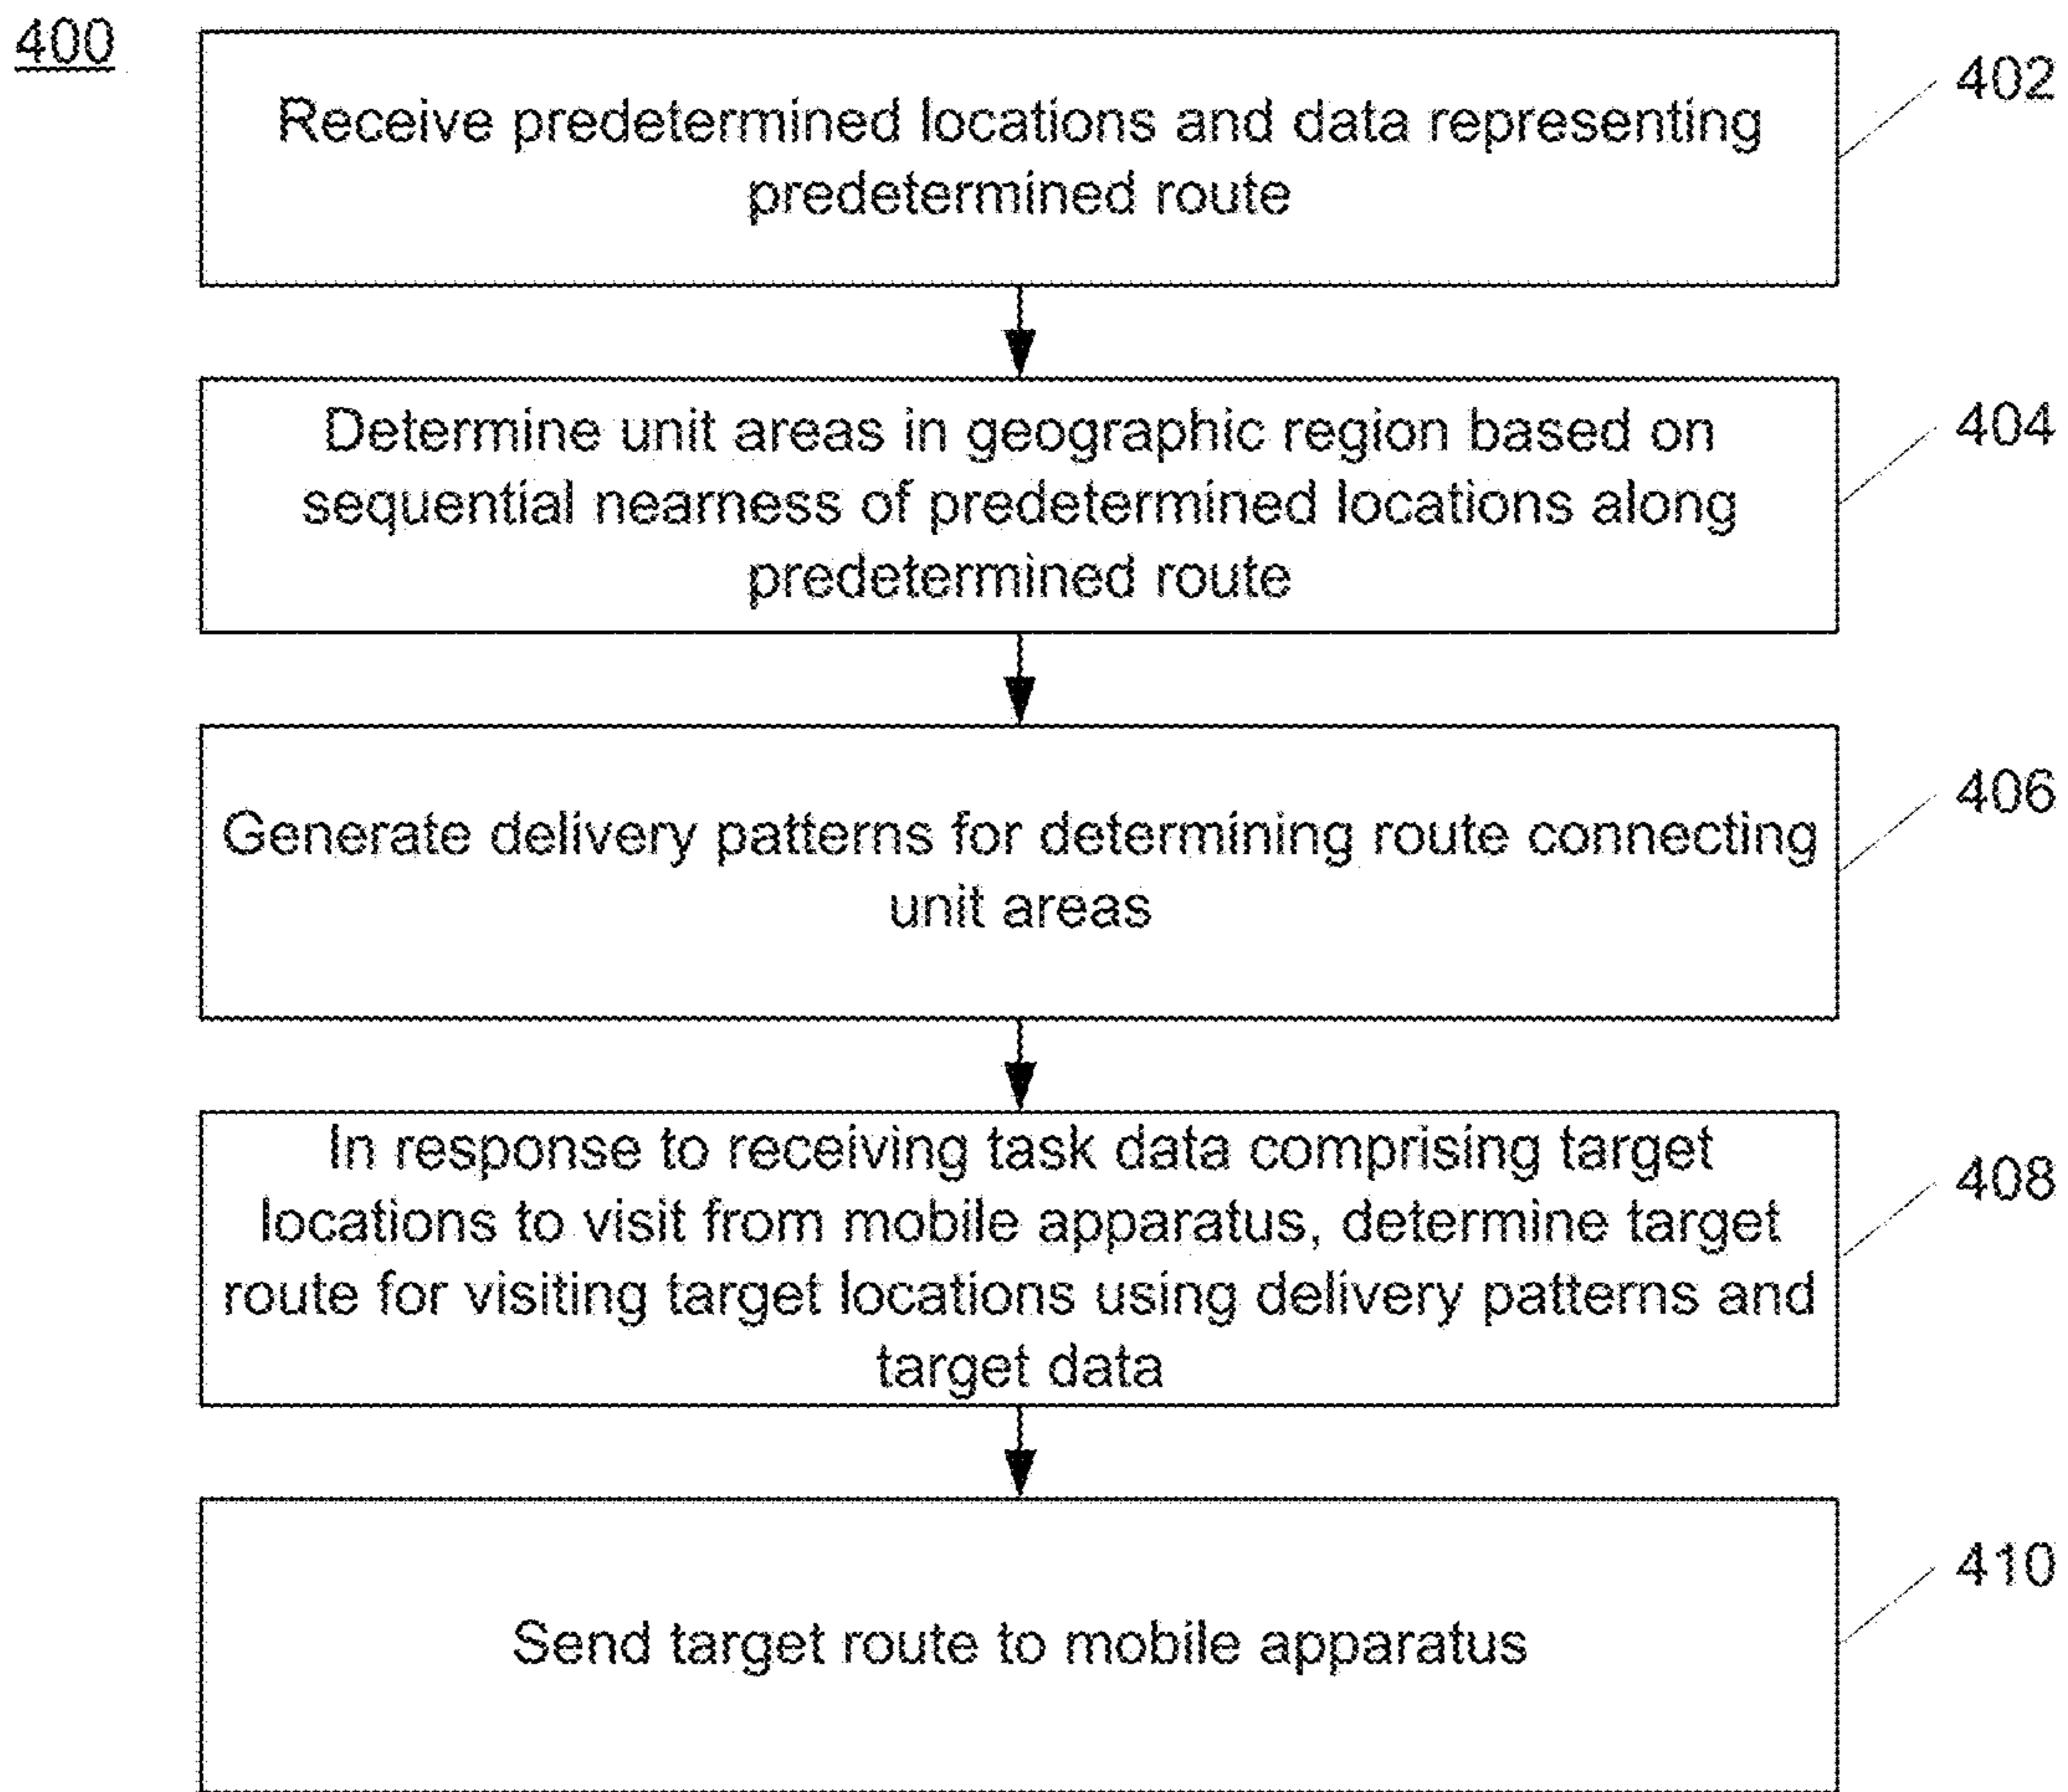 400
Receive predetermined locations and data representing
predetermined route
402
Determine unit areas in geographic region based on
sequential nearness of predetermined locations along
predetermined route
404
Generate delivery patterns for determining route connecting
unit areas
406
In response to receiving task data comprising target
locations to visit from mobile apparatus, determine target
route for visiting target locations using delivery patterns and
target data
408
Send target route to mobile apparatus
410